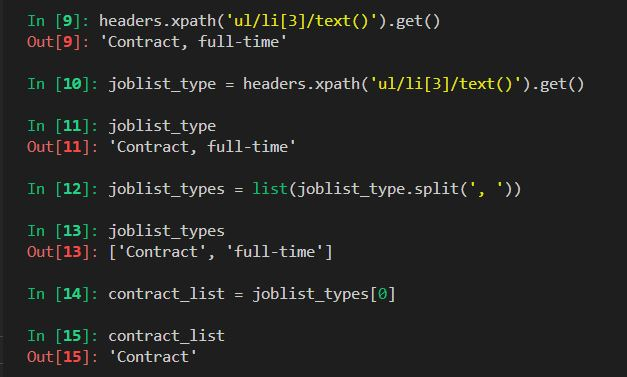 In [9]: headers.xpath('ul/li[3]/text()').get()
Out[9]: 'Contract, full-time'
In [10]: joblist_type = headers.xpath('ul/li[3]/text()').get()
In [11]: joblist_type
Out[11]: 'Contract, full-time'
In [12]: joblist_types = list(joblist_type.split(', '))
In [13]: joblist_types
Out[13]: ['Contract', 'full-time']
In [14]: contract_list = joblist_types[0]
In [15]: contract_list
Out[15]: 'Contract'